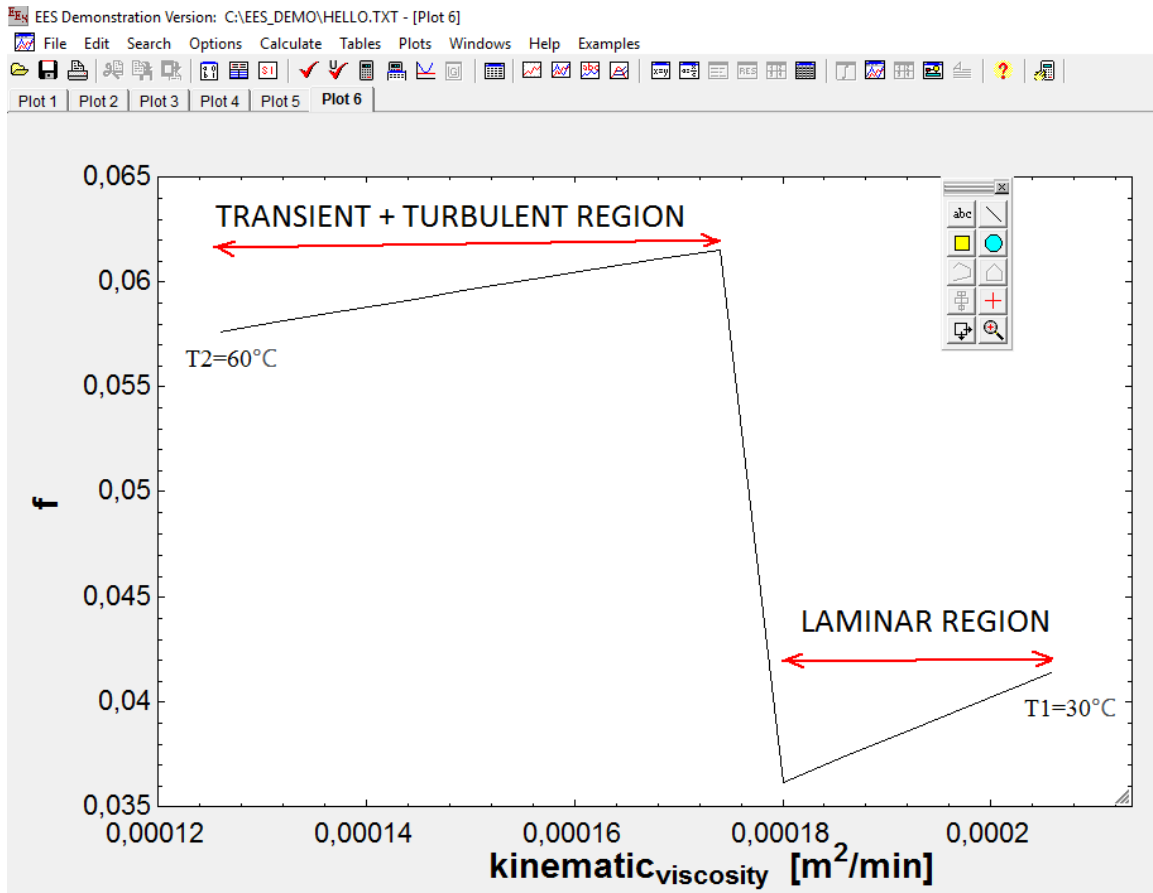 EES Demonstration Version: C:\EES_DEMO\HELLO.TXT - [Plot 6]
File Edit Search Options Calculate Tables Plots Windows Help Examples
Plot 1 Plot 2 Plot 3 Plot 4 Plot 5 Plot 6
0,065
TRANSIENT + TURBULENT REGION
abc
0,06
T2=60°C
0,055
0,05
f
0,045
LAMINAR REGION
0,04
T1=30°C
0,035
0,00012 0,00014 0,00016 0,00018 0,0002
kinematic_viscosity [m²/min]